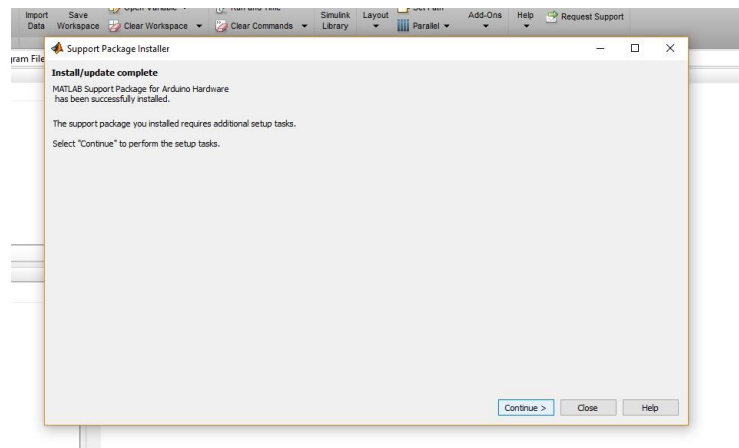 Import Save Simulink Layout Add-Ons Help Request Support
Data Workspace Clear Workspace Clear Commands Library Parallel
Support Package Installer
Install/update complete
MATLAB Support Package for Arduino Hardware
has been successfully installed.
The support package you installed requires additional setup tasks.
Select "Continue" to perform the setup tasks.
Continue > Close Help